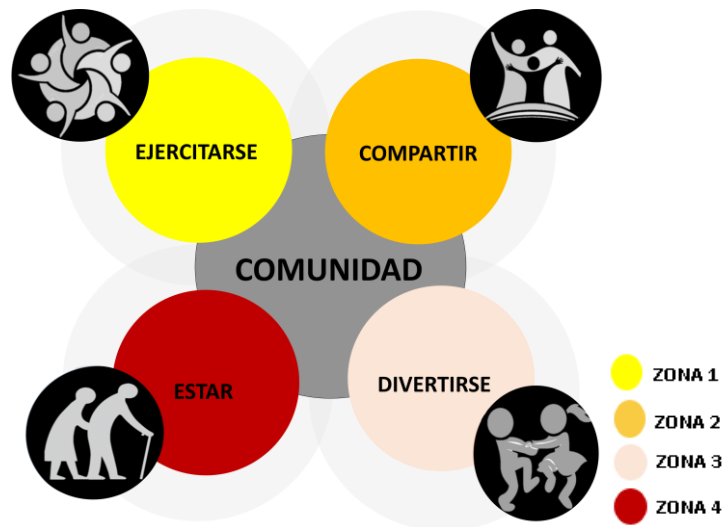 EJERCITARSE
COMPARTIR
COMUNIDAD
ESTAR
DIVERTIRSE
ZONA 1
ZONA 2
ZONA 3
ZONA 4